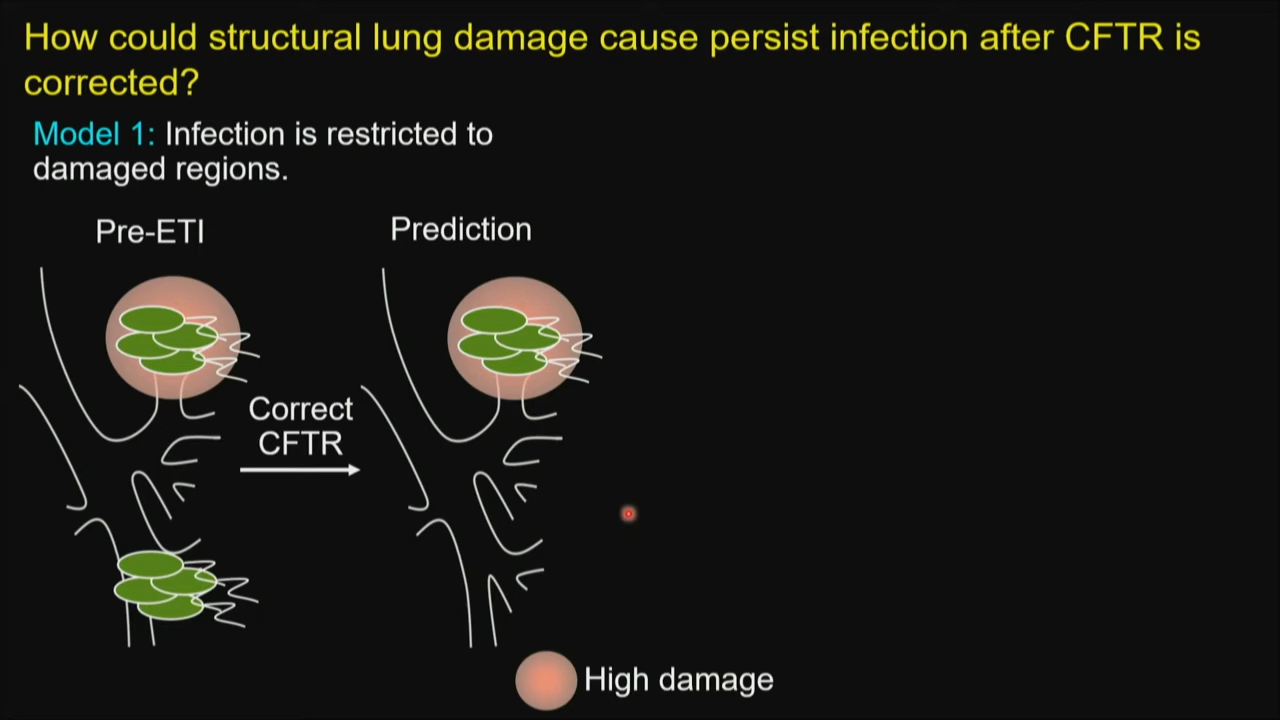 How could structural lung damage cause persist infection after CFTR is
corrected?
Model 1: Infection is restricted to
damaged regions.
Pre-ETI
Prediction
Correct
CFTR
High damage